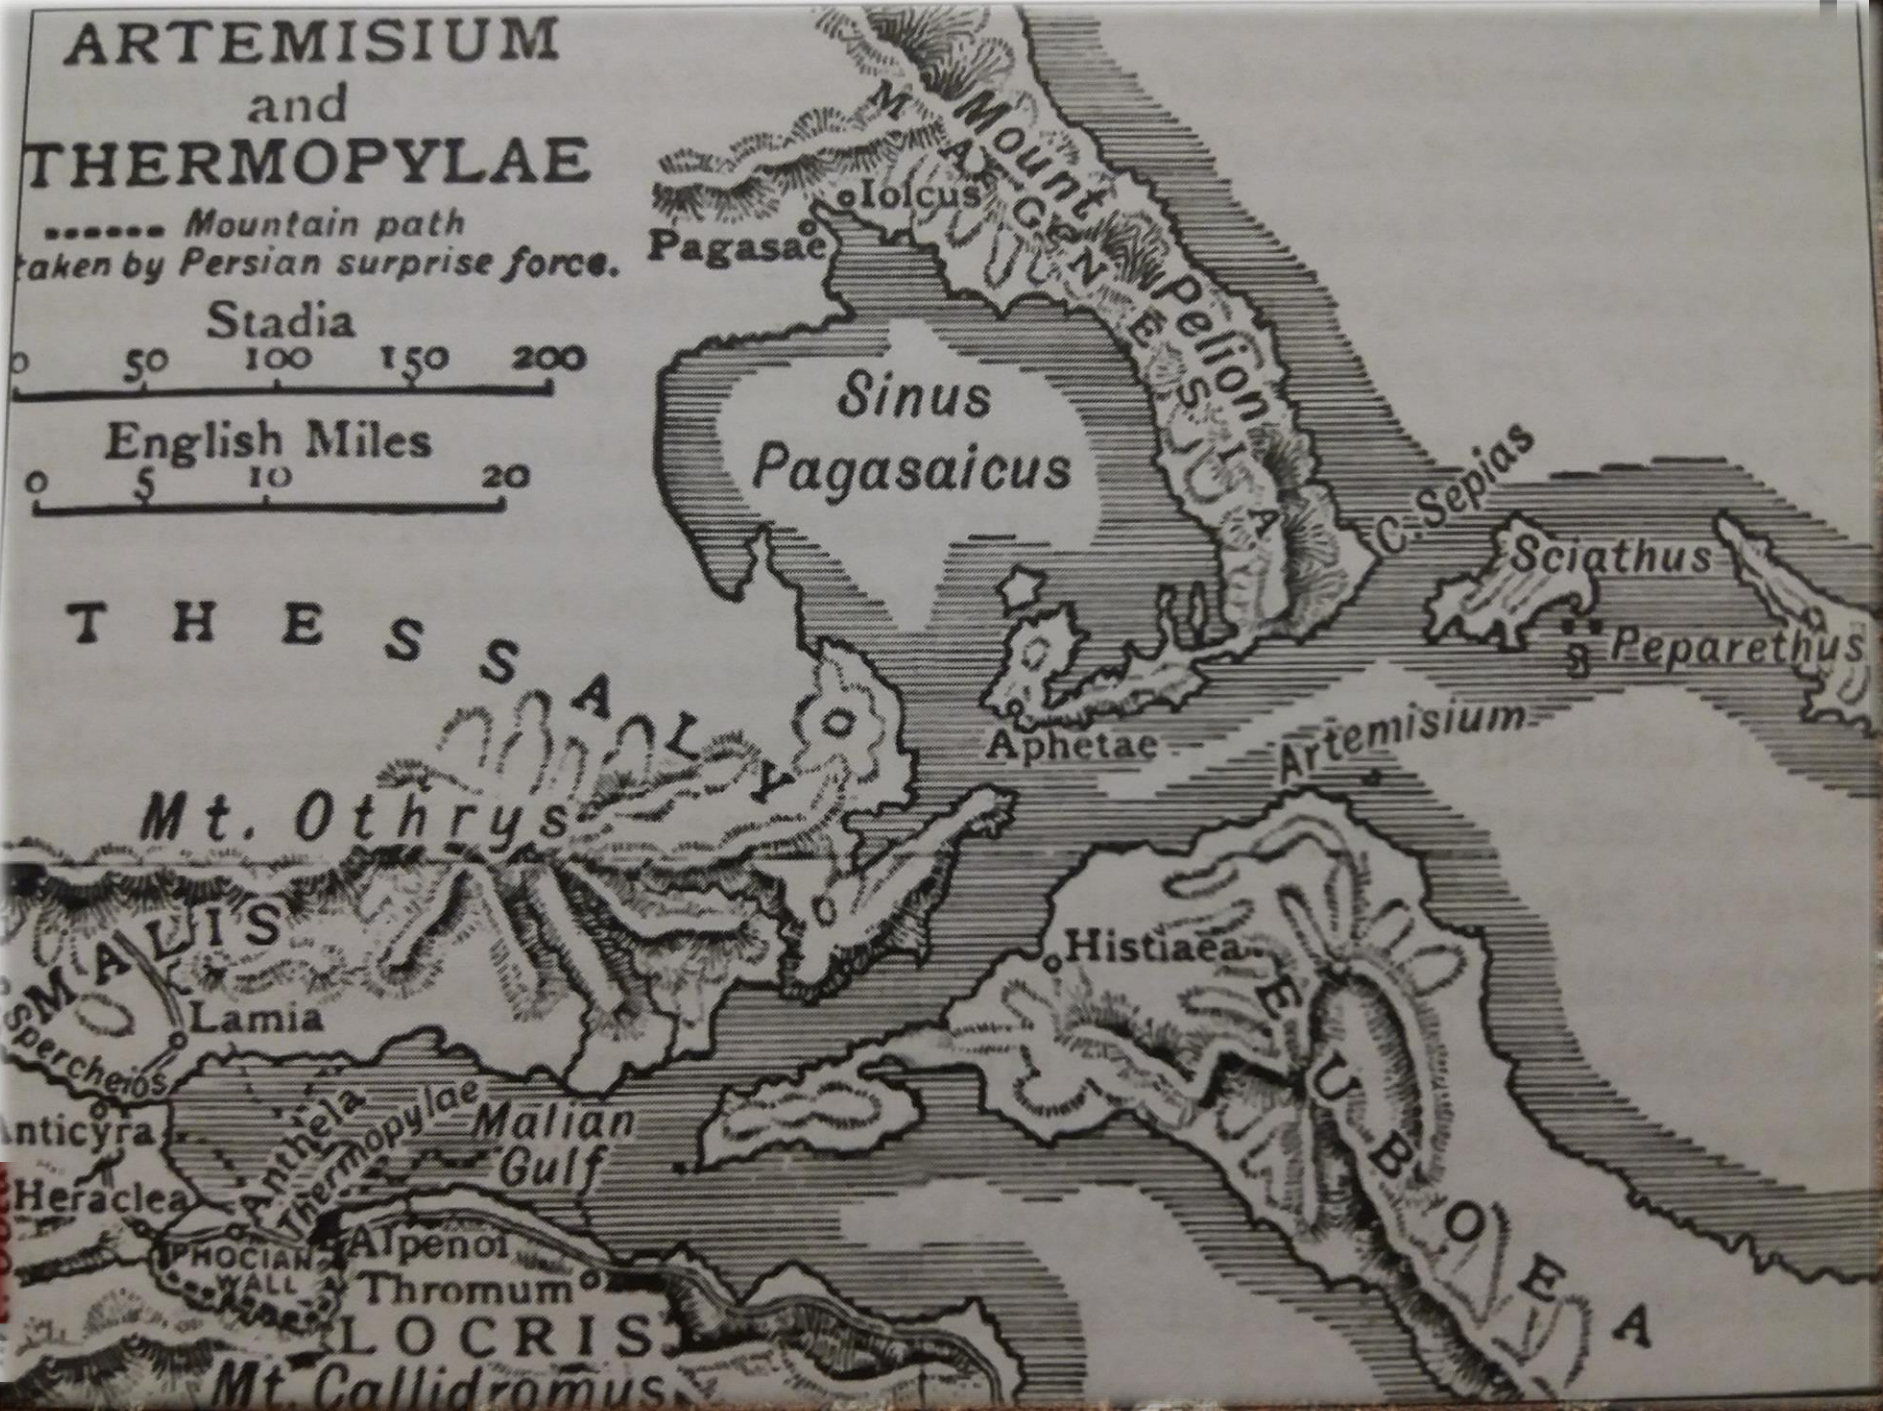 ARTEMISIUM
and
THERMOPYLAE
Mountain path
taken by Persian surprise force.
Stadia
0 50 100 150 200
English Miles
0 5 10 20
MAGNESIA
Mount Pelion
Iolcus
Pagasae
Sinus
Pagasaicus
C. Sepias
Sciathus
Peparethus
THESSALY
Aphetae
Artemisium
Mt. Othrys
MALIS
Histiaea
Lamia
Spercheios
Anticyra
Anthela
Thermopylae
Malian
Gulf
EUBOEA
Heraclea
PHOCIAN
WALL
Alpenoi
Thromum
LOCRIS
Mt. Callidromus